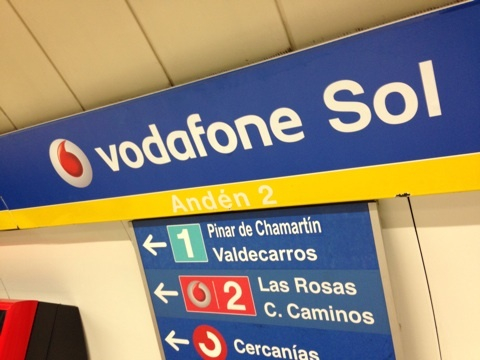 vodafone Sol
Andén 2
1 Pinar de Chamartín
Valdecarros
2 Las Rosas
C. Caminos
Cercanías